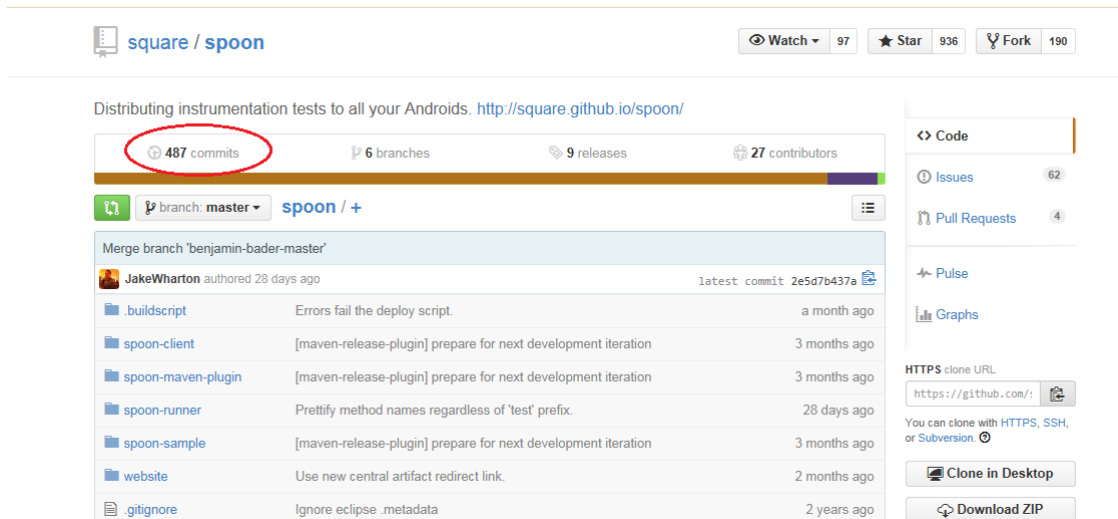 square / spoon
Watch 97 Star 936 Fork 190
Distributing instrumentation tests to all your Androids. http://square.github.io/spoon/
487 commits 6 branches 9 releases 27 contributors
branch: master spoon / +
Merge branch 'benjamin-bader-master'
JakeWharton authored 28 days ago latest commit 2e5d7b437a
.buildscript Errors fail the deploy script. a month ago
spoon-client [maven-release-plugin] prepare for next development iteration 3 months ago
spoon-maven-plugin [maven-release-plugin] prepare for next development iteration 3 months ago
spoon-runner Prettify method names regardless of 'test' prefix. 28 days ago
spoon-sample [maven-release-plugin] prepare for next development iteration 3 months ago
website Use new central artifact redirect link. 2 months ago
.gitignore Ignore eclipse .metadata 2 years ago
<> Code
Issues 62
Pull Requests 4
Pulse
Graphs
HTTPS clone URL
https://github.com/:
You can clone with HTTPS, SSH,
or Subversion.
Clone in Desktop
Download ZIP